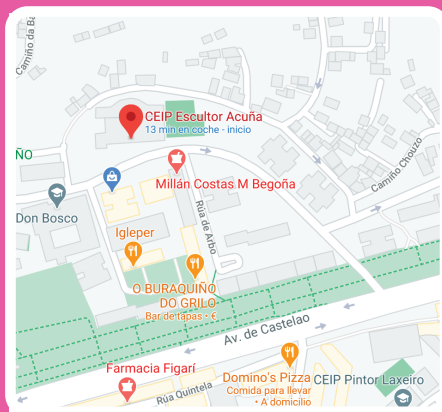 Camiño da Ba
CEIP Escultor Acuña
13 min en coche - inicio
ÑO
Millán Costas M Begoña
Camiño Chouzo
Don Bosco
Rúa de Arbo
Igleper
O BURAQUIÑO
DO GRILO
Bar de tapas • €
Av. de Castelao
Farmacia Figarí
Domino's Pizza
Comida para llevar
• A domicilio
CEIP Pintor Laxeiro
Rúa Quintela